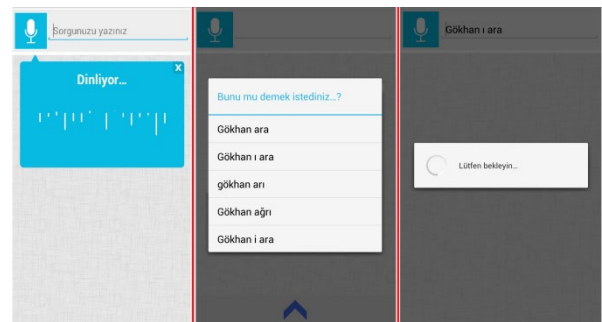 Sorgunuzu yazınız
X
Dinliyor...
Bunu mu demek istediniz...?
Gökhan ara
Gökhan ı ara
gökhan arı
Gökhan ağrı
Gökhan i ara
Gökhan ı ara
Lütfen bekleyin...